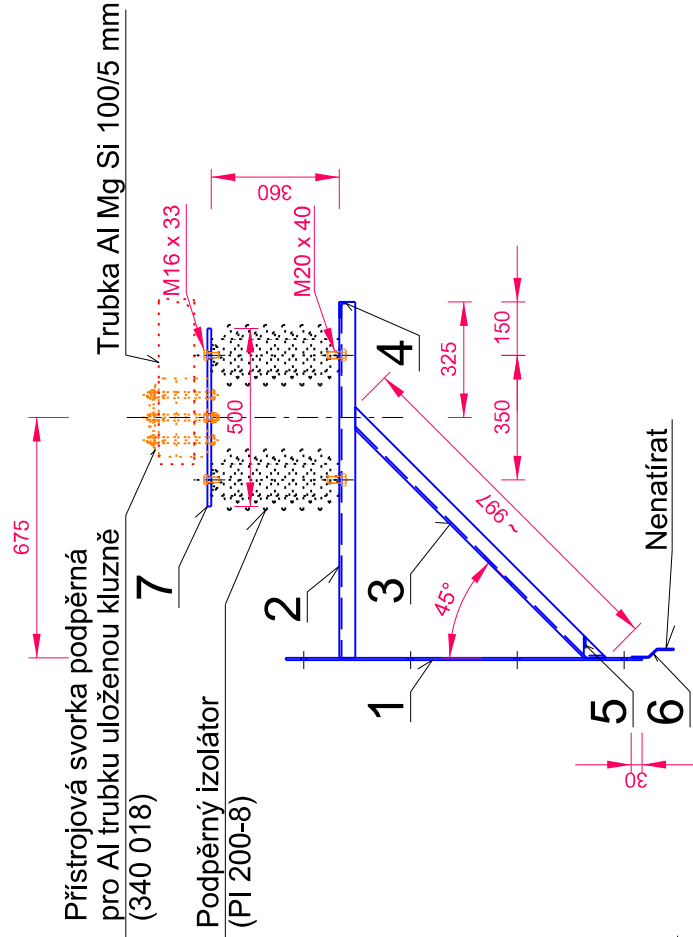 Trubka Al Mg Si 100/5 mm
675
Přístrojová svorka podpěrná
pro Al trubku uloženou kluzně
(340 018)
M16 x 33
360
7
500
Podpěrný izolátor
(PI 200-8)
M20 x 40
2
4
325
150
350
3
~ 997
45°
1
5
6
Nenatírat
30